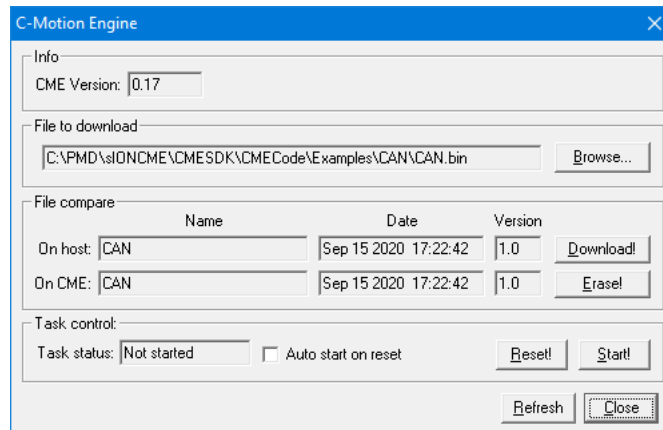 C-Motion Engine
Info
CME Version: 0.17
File to download
C:\PMD\sIONCME\CMESDK\CMECode\Examples\CAN\CAN.bin Browse...
File compare
Name Date Version
On host: CAN Sep 15 2020 17:22:42 1.0 Download!
On CME: CAN Sep 15 2020 17:22:42 1.0 Erase!
Task control:
Task status: Not started Auto start on reset Reset! Start!
Refresh Close